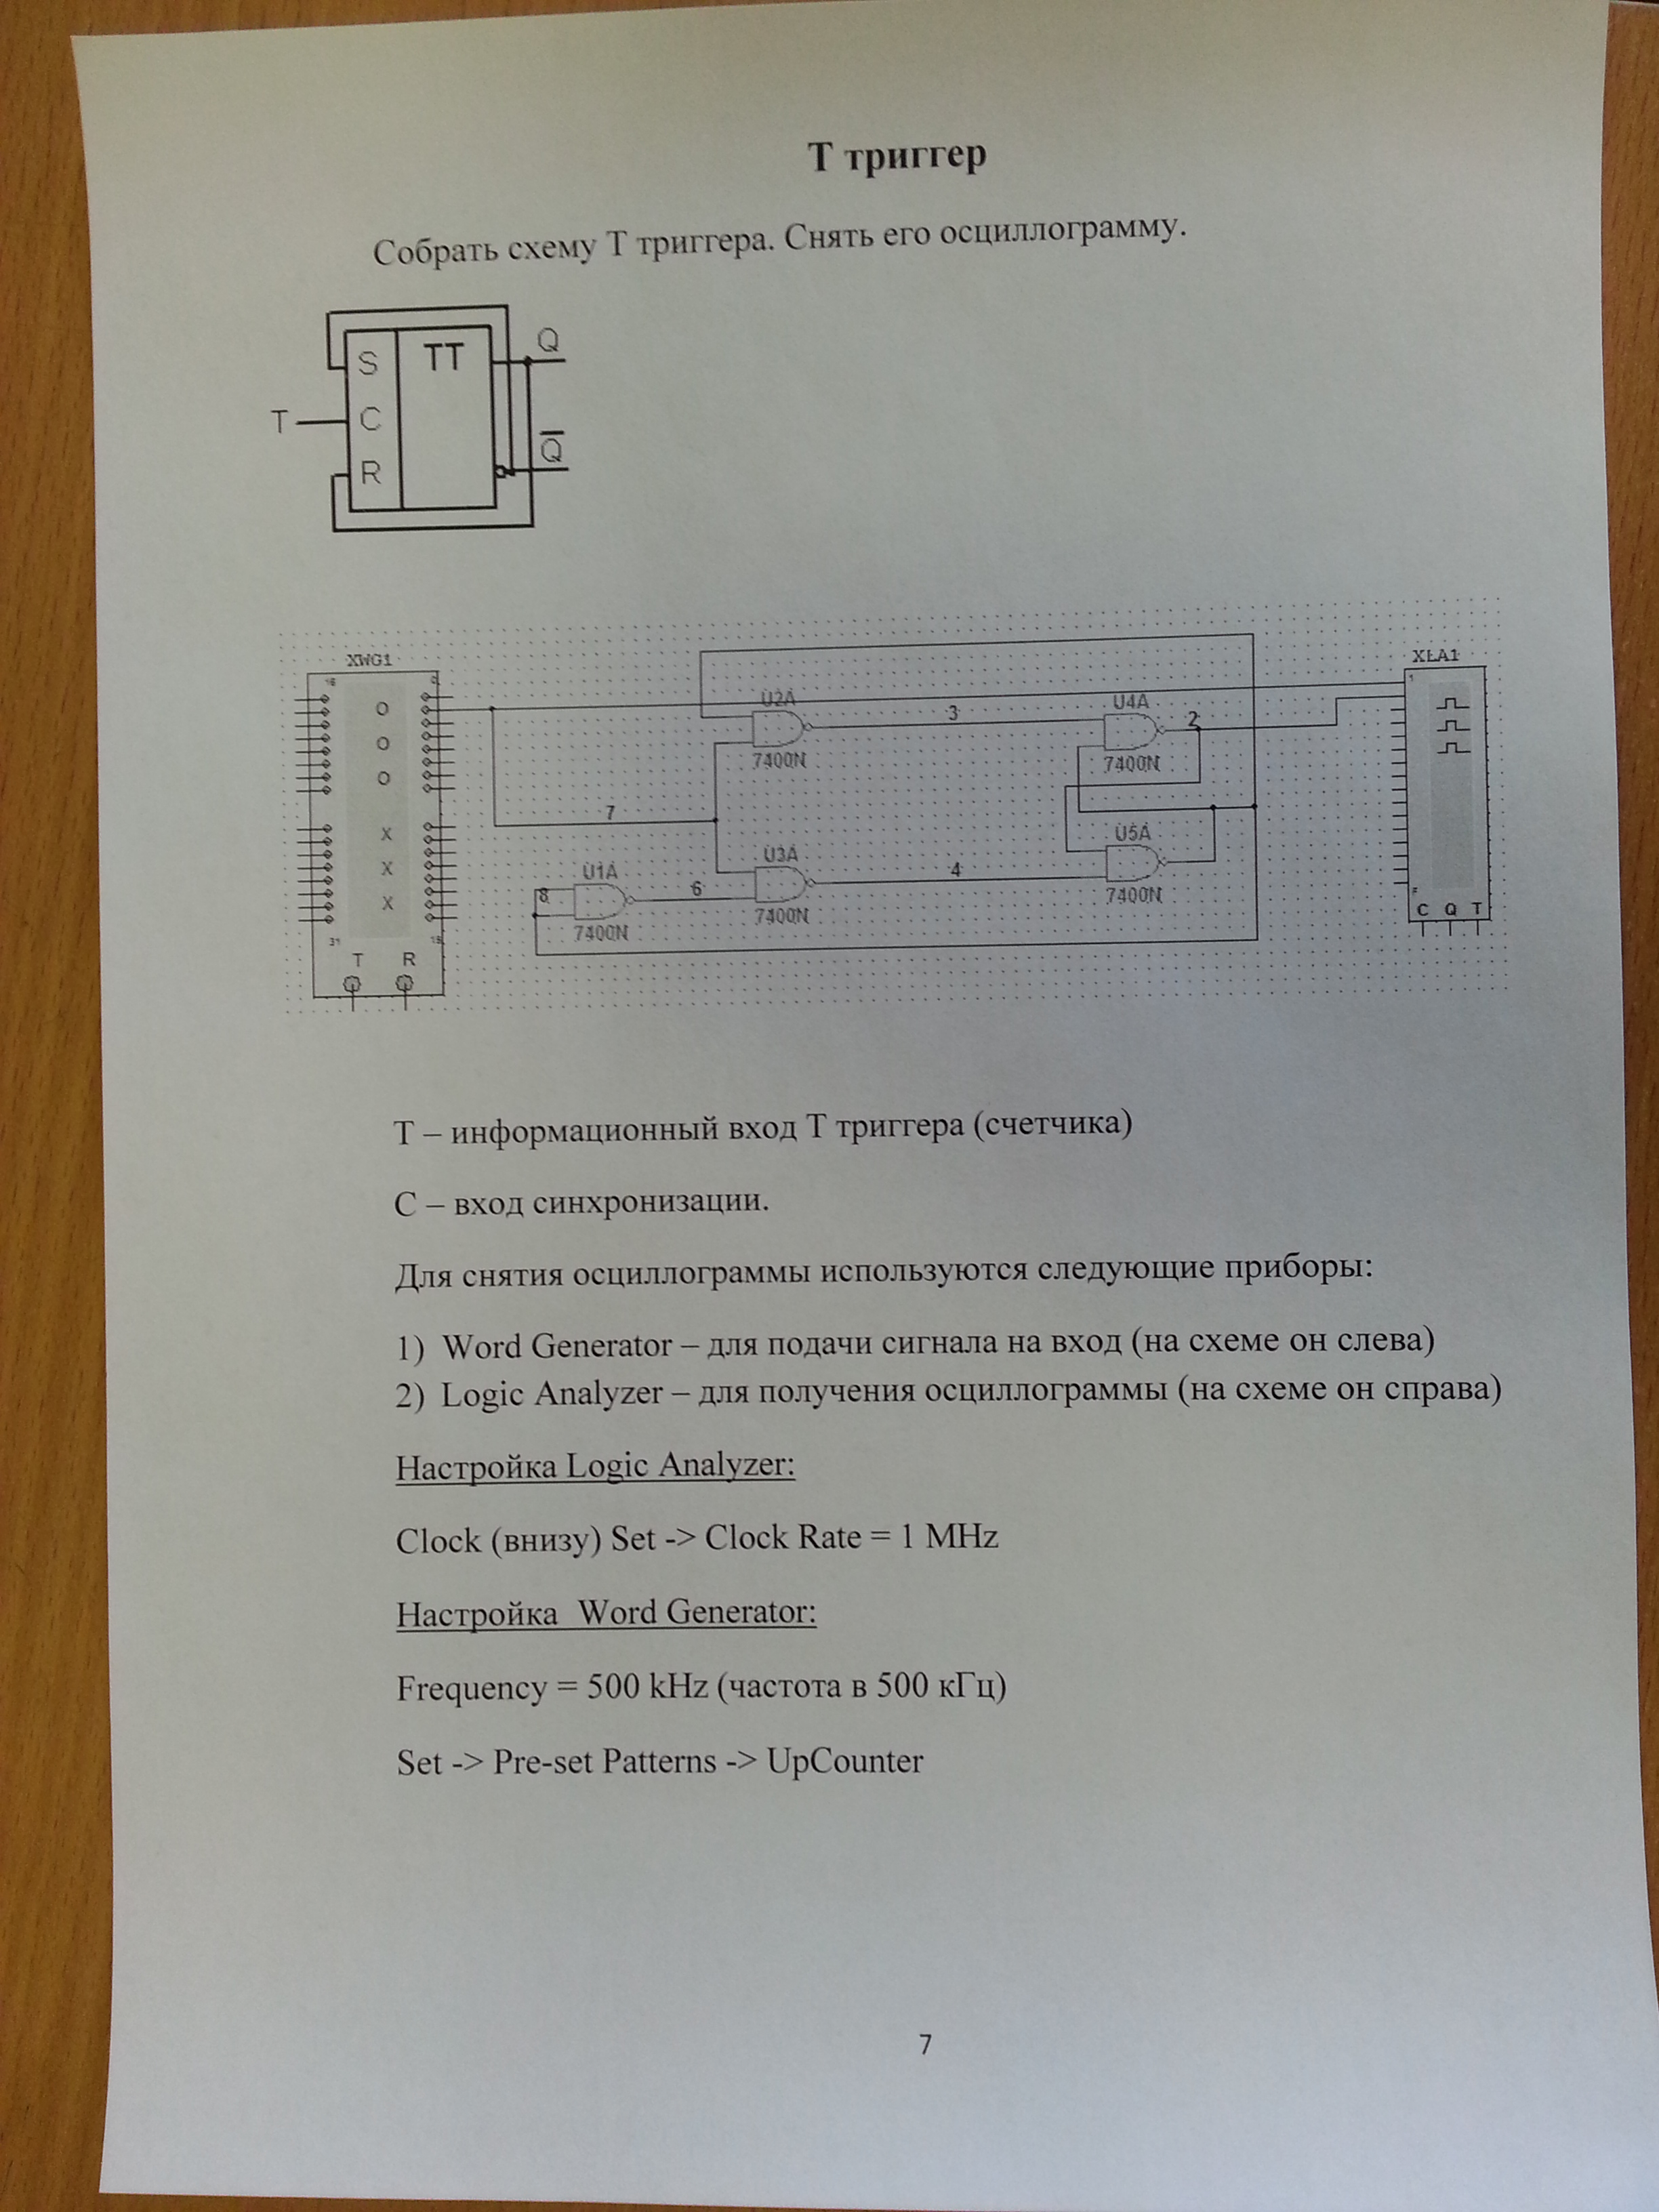 Т триггер
Собрать схему Т триггера. Снять его осциллограмму.
S TT Q
T C
R Q
XWG1 XLA1
U2A 3 U4A 2
7400N 7400N
7
U1A U3A U5A
8 6 4
7400N 7400N 7400N
O
O
O
X
X
X
T R
C Q T
Т – информационный вход Т триггера (счетчика)
С – вход синхронизации.
Для снятия осциллограммы используются следующие приборы:
1) Word Generator – для подачи сигнала на вход (на схеме он слева)
2) Logic Analyzer – для получения осциллограммы (на схеме он справа)
Настройка Logic Analyzer:
Clock (внизу) Set -> Clock Rate = 1 MHz
Настройка Word Generator:
Frequency = 500 kHz (частота в 500 кГц)
Set -> Pre-set Patterns -> UpCounter
7